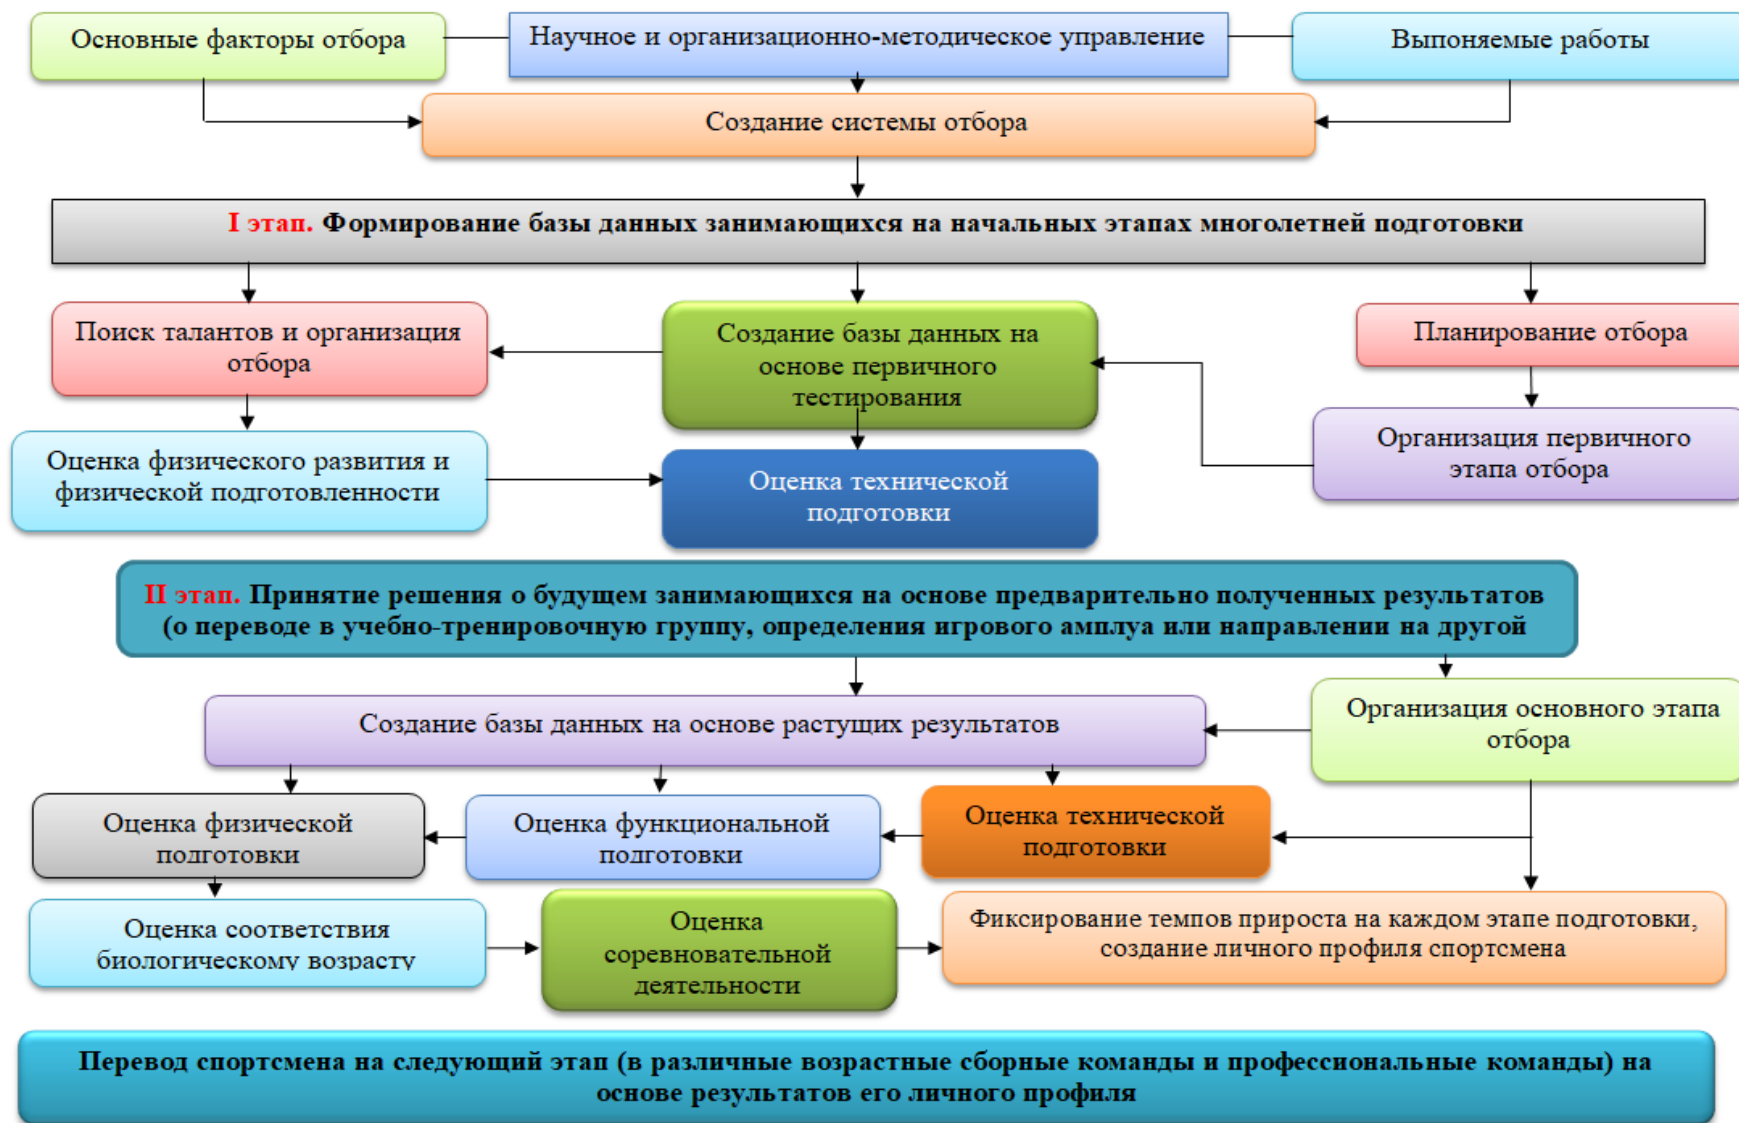 Основные факторы отбора
Научное и организационно-методическое управление
Выпоняемые работы
Создание системы отбора
I этап. Формирование базы данных занимающихся на начальных этапах многолетней подготовки
Поиск талантов и организация
отбора
Создание базы данных на
основе первичного
тестирования
Планирование отбора
Оценка физического развития и
физической подготовленности
Оценка технической
подготовки
Организация первичного
этапа отбора
II этап. Принятие решения о будущем занимающихся на основе предварительно полученных результатов
(о переводе в учебно-тренировочную группу, определения игрового амплуа или направлении на другой
Создание базы данных на основе растущих результатов
Организация основного этапа
отбора
Оценка физической
подготовки
Оценка функциональной
подготовки
Оценка технической
подготовки
Оценка соответствия
биологическому возрасту
Оценка
соревновательной
деятельности
Фиксирование темпов прироста на каждом этапе подготовки,
создание личного профиля спортсмена
Перевод спортсмена на следующий этап (в различные возрастные сборные команды и профессиональные команды) на
основе результатов его личного профиля